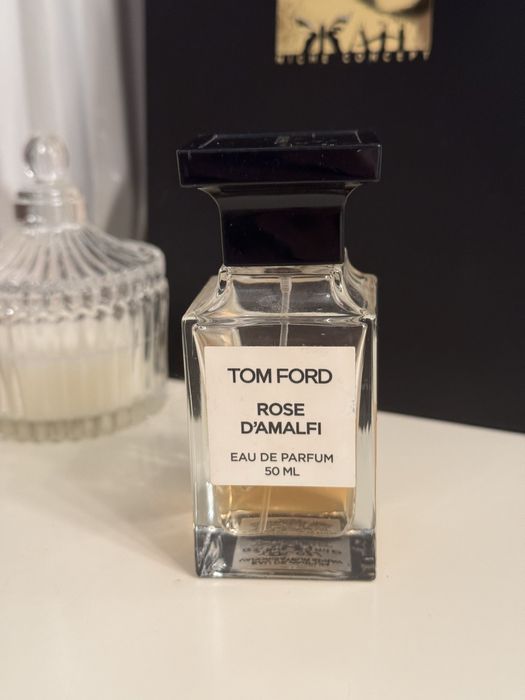 NICHE CONCEPT
TOM FORD
ROSE
D'AMALFI
EAU DE PARFUM
50 ML